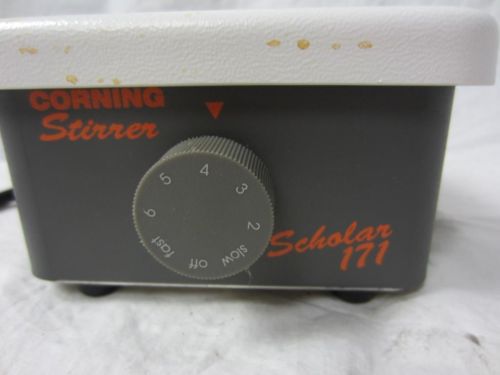 CORNING
Stirrer
slow 2 3 4 5 6 fast off
Scholar
171